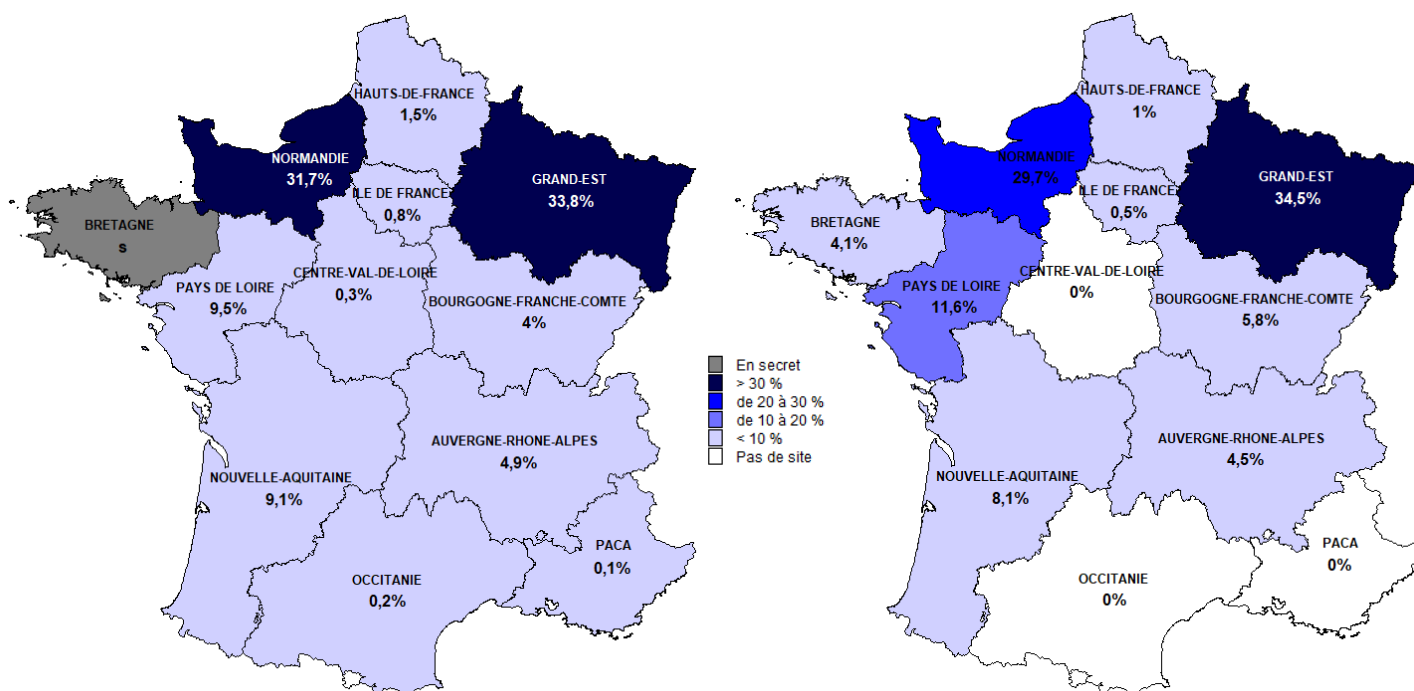 HAUTS-DE-FRANCE
1,5%
NORMANDIE
31,7%
GRAND-EST
33,8%
ILE DE FRANCE
0,8%
BRETAGNE
s
CENTRE-VAL-DE-LOIRE
0,3%
PAYS DE LOIRE
9,5%
BOURGOGNE-FRANCHE-COMTE
4%
AUVERGNE-RHONE-ALPES
4,9%
NOUVELLE-AQUITAINE
9,1%
PACA
0,1%
OCCITANIE
0,2%
En secret
> 30 %
de 20 à 30 %
de 10 à 20 %
< 10 %
Pas de site
HAUTS-DE-FRANCE
1%
NORMANDIE
29,7%
GRAND-EST
34,5%
ILE DE FRANCE
0,5%
BRETAGNE
4,1%
CENTRE-VAL-DE-LOIRE
0%
PAYS DE LOIRE
11,6%
BOURGOGNE-FRANCHE-COMTE
5,8%
AUVERGNE-RHONE-ALPES
4,5%
NOUVELLE-AQUITAINE
8,1%
PACA
0%
OCCITANIE
0%